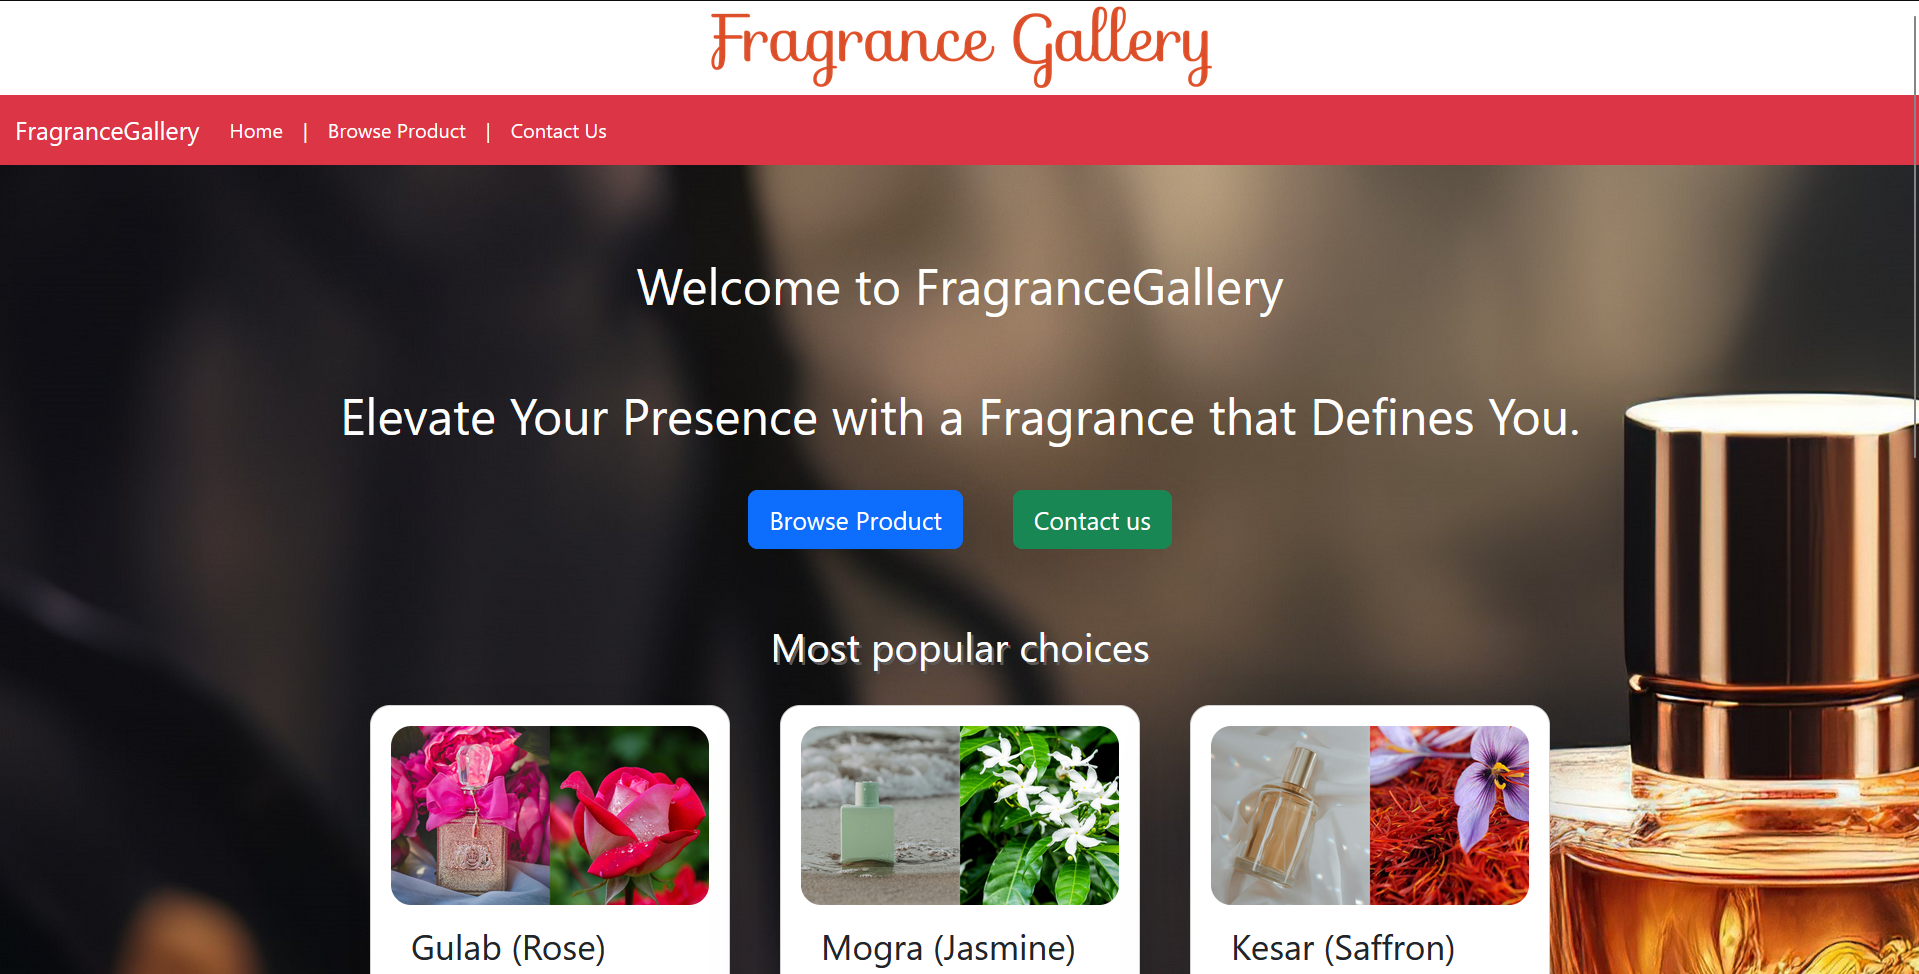 Fragrance Gallery
FragranceGallery Home | Browse Product | Contact Us
Welcome to FragranceGallery
Elevate Your Presence with a Fragrance that Defines You.
Browse Product Contact us
Most popular choices
Gulab (Rose) Mogra (Jasmine) Kesar (Saffron)